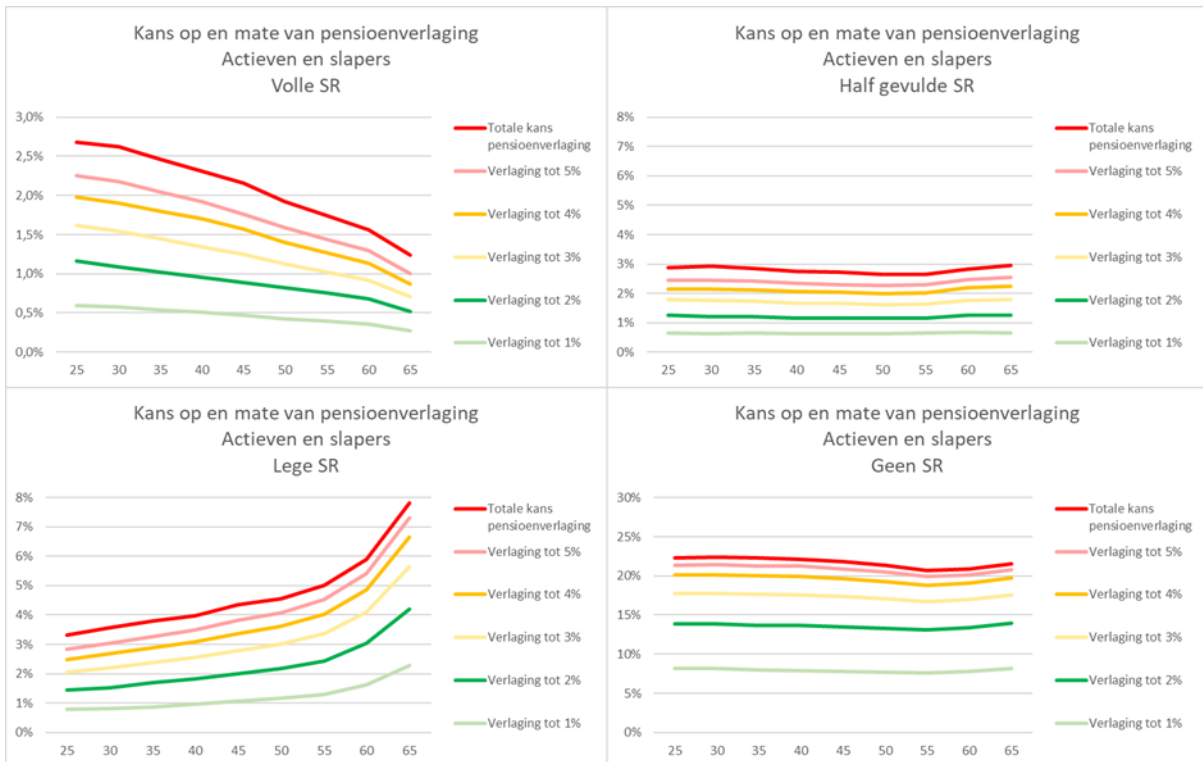 Kans op en mate van pensioenverlaging
Actieven en slapers
Volle SR
3,0%
2,5%
2,0%
1,5%
1,0%
0,5%
0,0%
25 30 35 40 45 50 55 60 65
Totale kans
pensioenverlaging
Verlaging tot 5%
Verlaging tot 4%
Verlaging tot 3%
Verlaging tot 2%
Verlaging tot 1%
Kans op en mate van pensioenverlaging
Actieven en slapers
Half gevulde SR
8%
7%
6%
5%
4%
3%
2%
1%
0%
25 30 35 40 45 50 55 60 65
Totale kans
pensioenverlaging
Verlaging tot 5%
Verlaging tot 4%
Verlaging tot 3%
Verlaging tot 2%
Verlaging tot 1%
Kans op en mate van pensioenverlaging
Actieven en slapers
Lege SR
8%
7%
6%
5%
4%
3%
2%
1%
0%
25 30 35 40 45 50 55 60 65
Totale kans
pensioenverlaging
Verlaging tot 5%
Verlaging tot 4%
Verlaging tot 3%
Verlaging tot 2%
Verlaging tot 1%
Kans op en mate van pensioenverlaging
Actieven en slapers
Geen SR
30%
25%
20%
15%
10%
5%
0%
25 30 35 40 45 50 55 60 65
Totale kans
pensioenverlaging
Verlaging tot 5%
Verlaging tot 4%
Verlaging tot 3%
Verlaging tot 2%
Verlaging tot 1%